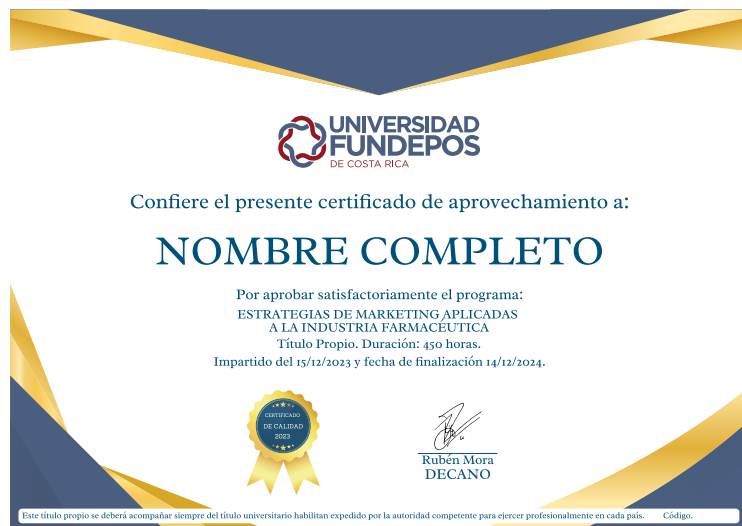 UNIVERSIDAD
FUNDEPOS
DE COSTA RICA
Confiere el presente certificado de aprovechamiento a:
NOMBRE COMPLETO
Por aprobar satisfactoriamente el programa:
ESTRATEGIAS DE MARKETING APLICADAS
A LA INDUSTRIA FARMACÉUTICA
Título Propio. Duración: 450 horas.
Impartido del 15/12/2023 y fecha de finalización 14/12/2024.
CERTIFICADO
DE CALIDAD
2023
Rubén Mora
DECANO
Este título propio se deberá acompañar siempre del título universitario habilitan expedido por la autoridad competente para ejercer profesionalmente en cada país. Código.